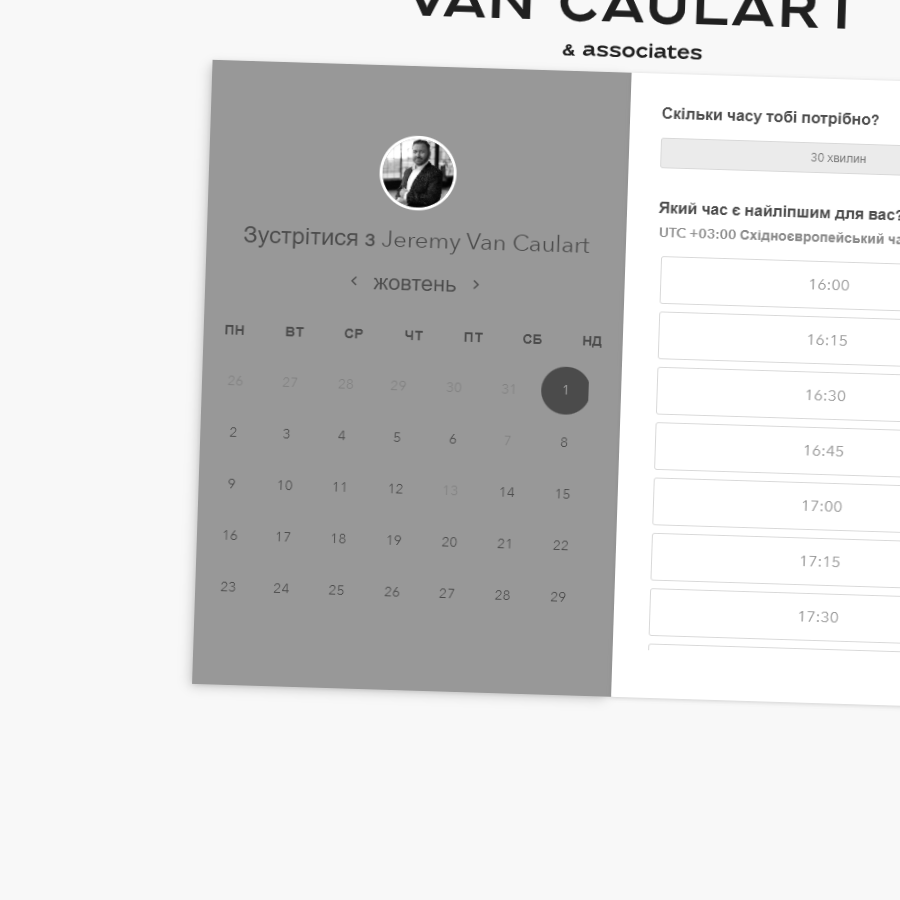 VAN CAULART
& associates
Зустрітися з Jeremy Van Caulart
жовтень
ПН ВТ СР ЧТ ПТ СБ НД
26 27 28 29 30 31 1
2 3 4 5 6 7 8
9 10 11 12 13 14 15
16 17 18 19 20 21 22
23 24 25 26 27 28 29
Скільки часу тобі потрібно?
30 хвилин
Який час є найліпшим для вас?
UTC +03:00 Східноєвропейський
16:00
16:15
16:30
16:45
17:00
17:15
17:30